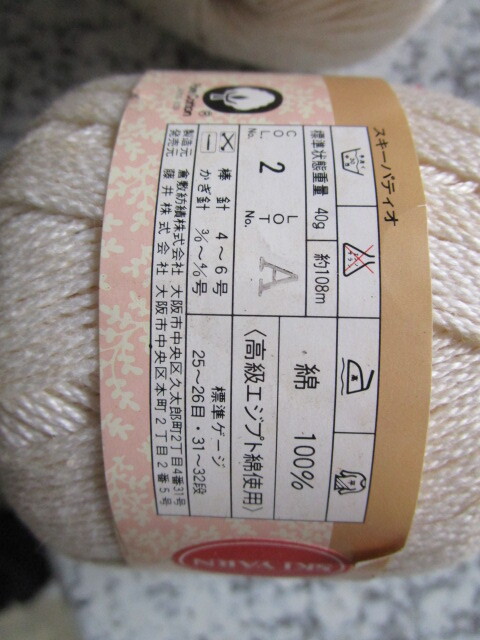 スキーパティオ
標準状態重量 40g 約108m
綿 100%
〈高級エジプト綿使用〉
COL. No. 2
LOT No. A
棒針 4～6号
かぎ針 3/0～4/0号
標準ゲージ
25～26目・31～32段
製造元 倉敷紡績株式会社 大阪市中央区久太郎町2丁目4番31号
発売元 藤井株式会社 大阪市中央区本町2丁目2番5号
Cotton
SKI YARN